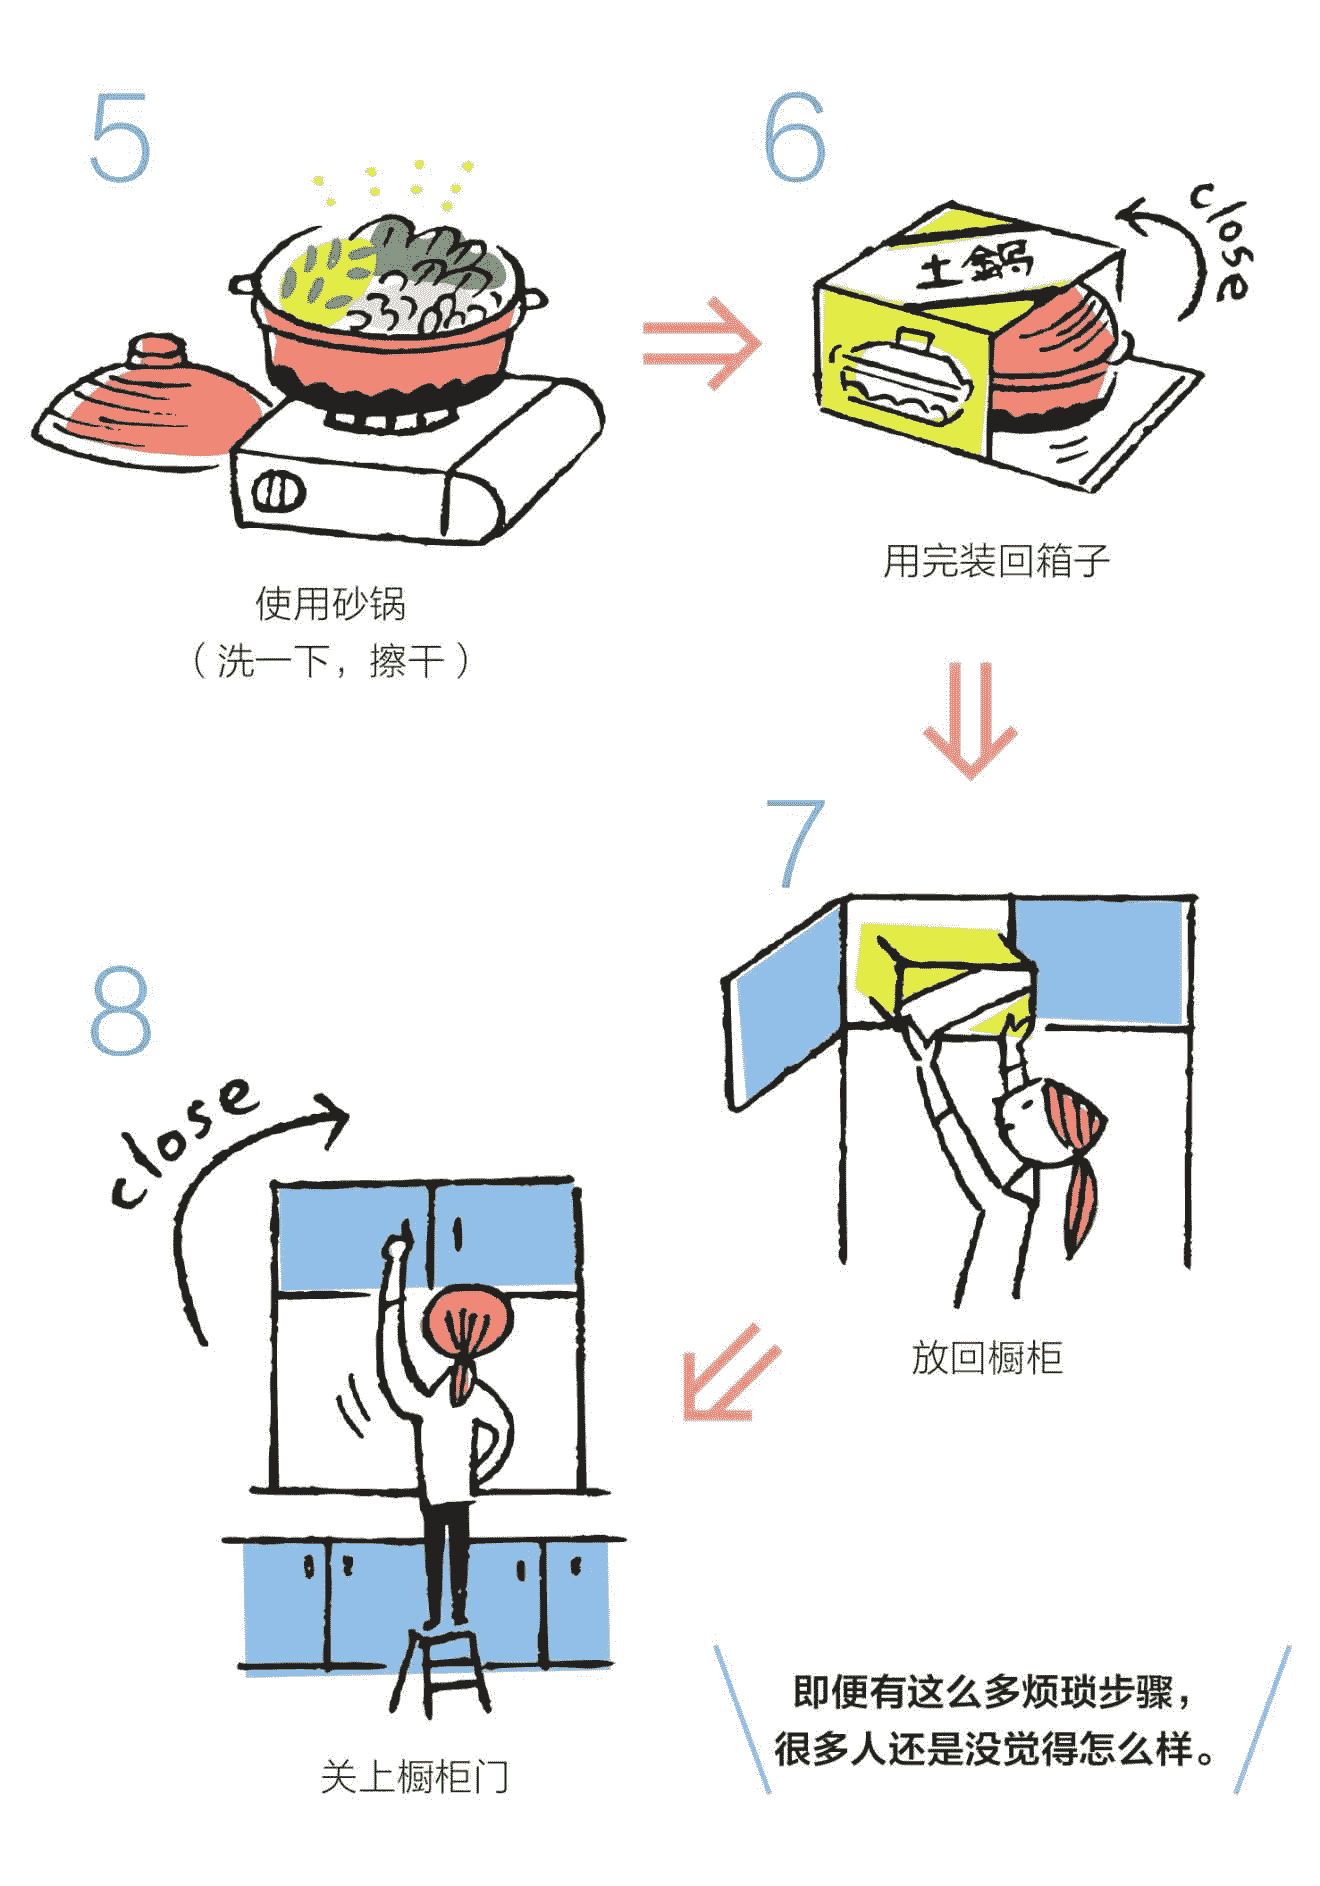 5
使用砂锅
（洗一下，擦干）
6
close
土鍋
用完装回箱子
7
放回橱柜
8
close
关上橱柜门
即便有这么多烦琐步骤，
很多人还是没觉得怎么样。